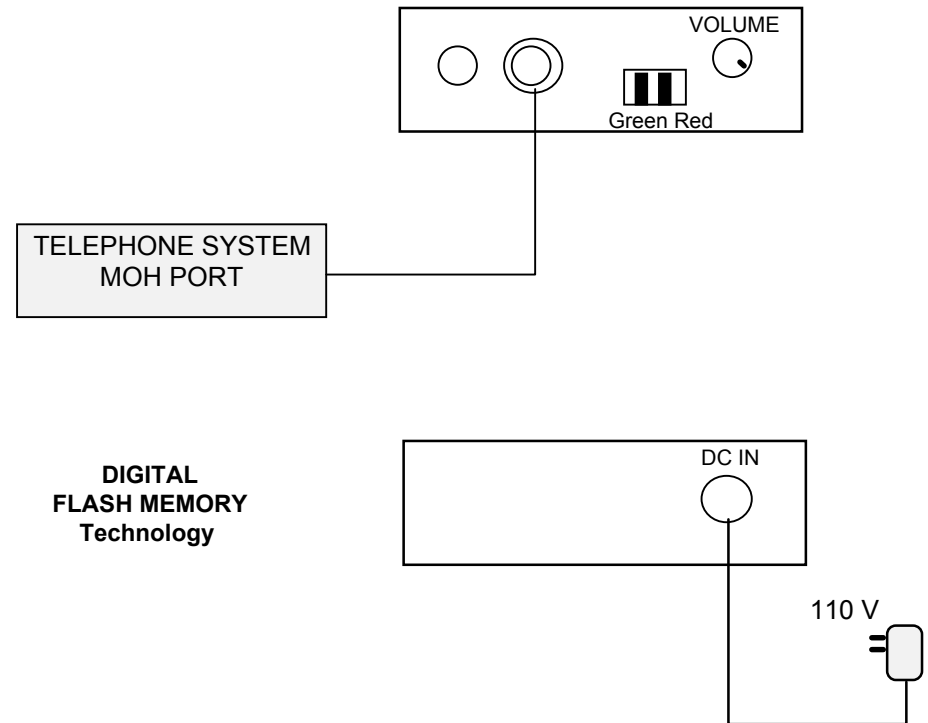 VOLUME
Green Red
TELEPHONE SYSTEM
MOH PORT
DIGITAL
FLASH MEMORY
Technology
DC IN
110 V